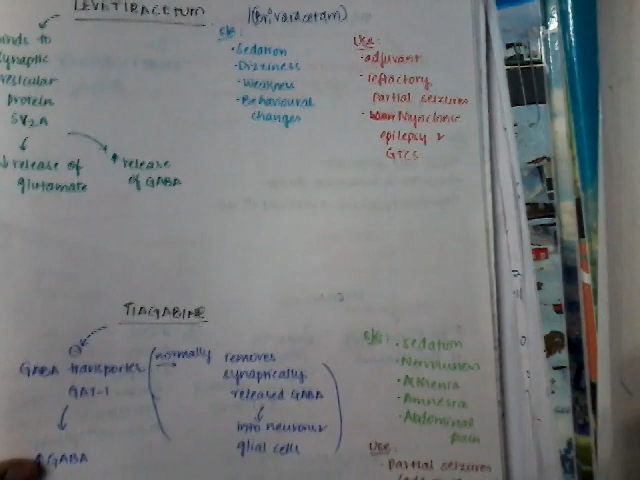 LEVETIRACETUM
/(Brivaracetam)
inds to
synaptic
vesicular
protein
SV2A
↓ release of
glutamate
↑ release
of GABA
S/E:
• Sedation
• Dizziness
• Weakness
• Behavioural
changes
Use:
• adjuvant
• refractory
partial seizures
• Myoclonic
epilepsy &
GTCS
TIAGABINE
⊖
GABA transporter
GAT-1
↑GABA
(normally removes
synaptically
released GABA
↓
into neurons &
glial cells)
S/E: • Sedation
• Nervousness
• Asthenia
• Amnesia
• Abdominal
pain
Use:
• Partial seizures